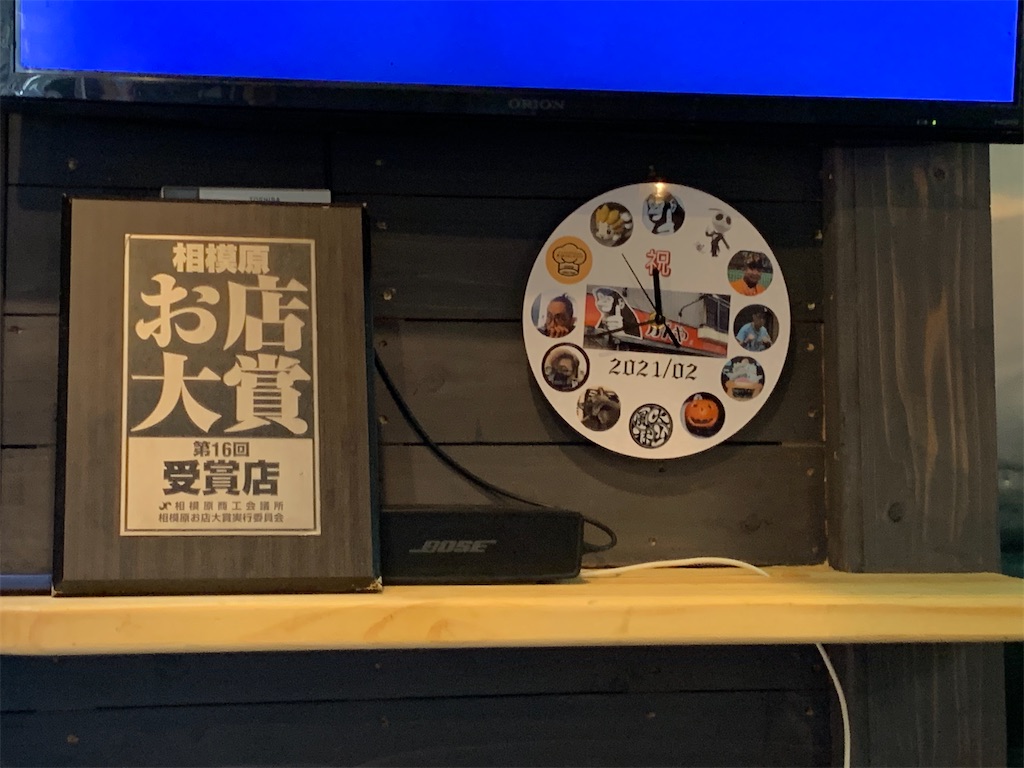 ORION
TOSHIBA
相模原
お店
大賞
第16回
受賞店
相模原商工会議所
相模原お店大賞実行委員会
BOSE
祝
2021/02